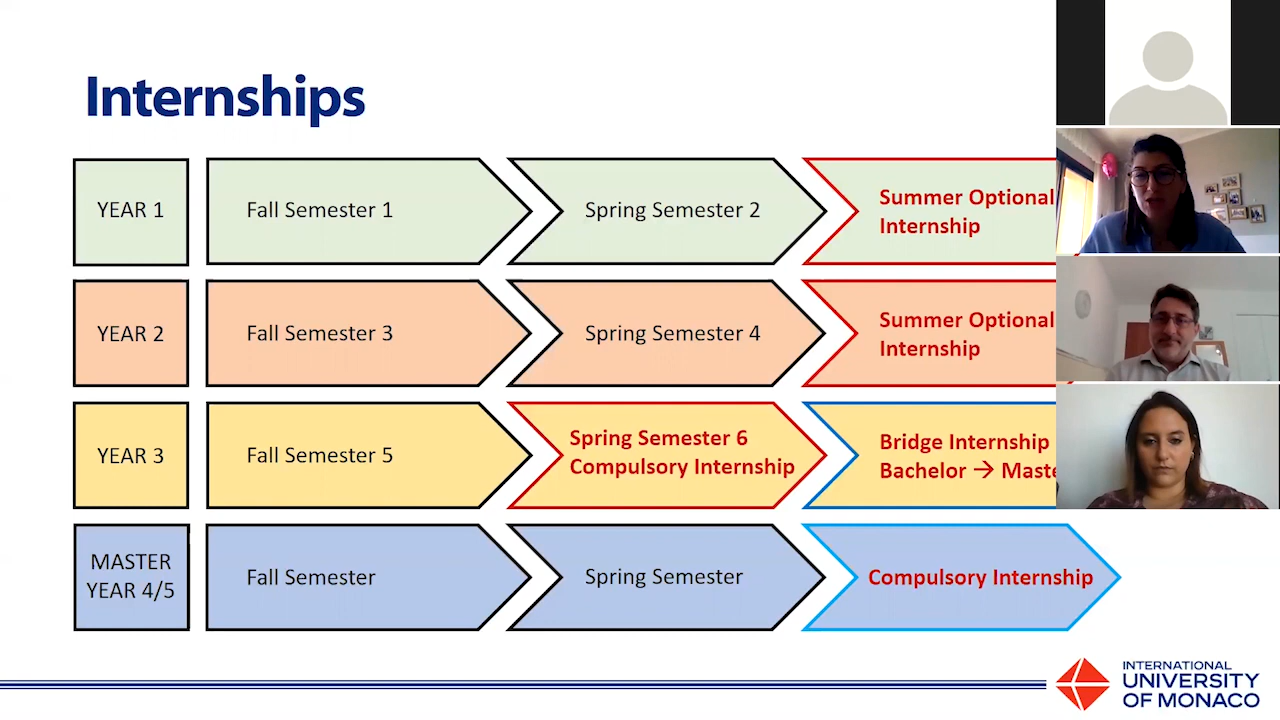 Internships
YEAR 1
Fall Semester 1
Spring Semester 2
Summer Optional
Internship
YEAR 2
Fall Semester 3
Spring Semester 4
Summer Optional
Internship
YEAR 3
Fall Semester 5
Spring Semester 6
Compulsory Internship
Bridge Internship
Bachelor → Maste
MASTER
YEAR 4/5
Fall Semester
Spring Semester
Compulsory Internship
INTERNATIONAL
UNIVERSITY
OF MONACO